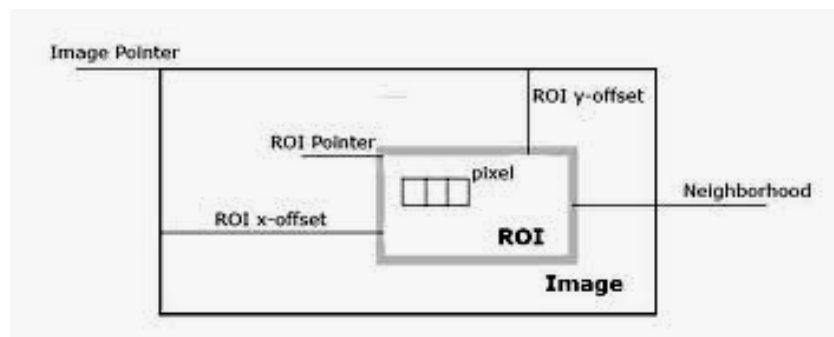 Image Pointer
ROI y-offset
ROI Pointer
pixel
Neighborhood
ROI x-offset
ROI
Image